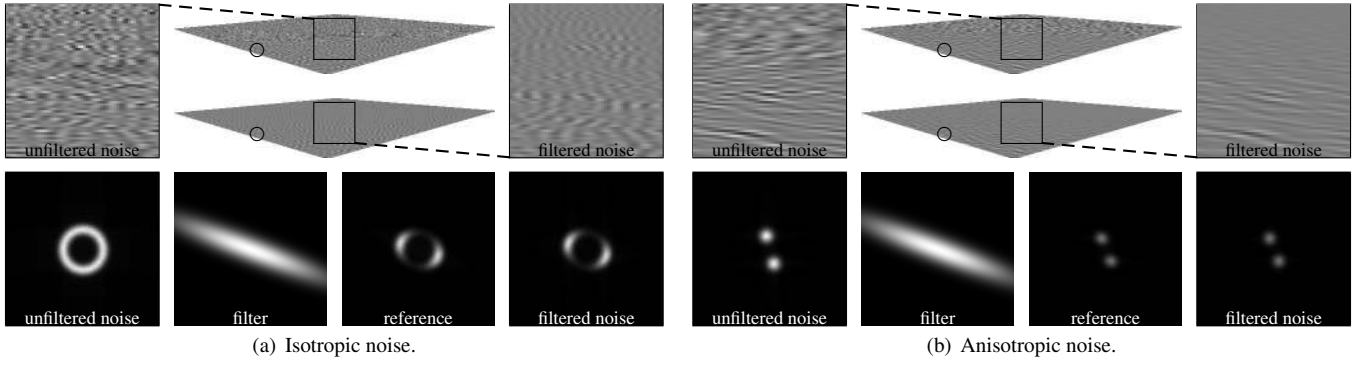 unfiltered noise
filtered noise
unfiltered noise
filtered noise
unfiltered noise
filter
reference
filtered noise
unfiltered noise
filter
reference
filtered noise
(a) Isotropic noise.
(b) Anisotropic noise.